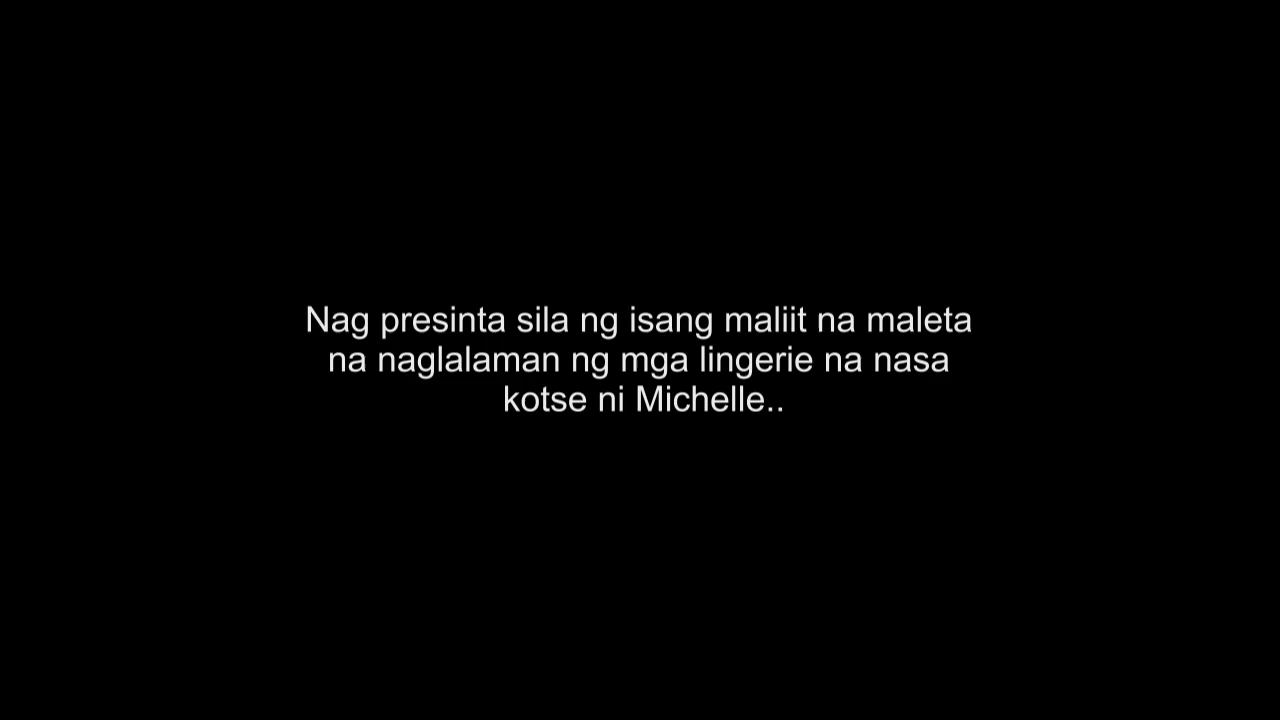 Nag presinta sila ng isang maliit na maleta
na naglalaman ng mga lingerie na nasa
kotse ni Michelle..